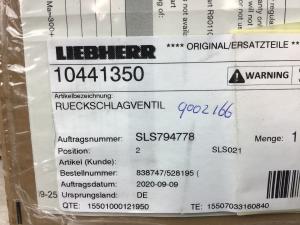 LIEBHERR
**** ORIGINAL/ERSATZTEILE ****
10441350
WARNING
Artikelbezeichnung:
RUECKSCHLAGVENTIL
9002166
Auftragsnummer: SLS794778 Menge: 1
Position: 2 SLS021
Artikel (Kunde):
Bestellnummer: 838747/528195 (
Auftragsdatum: 2020-09-09
Ursprungsland: DE
QTE: 15501000121950 TE: 15507033160840